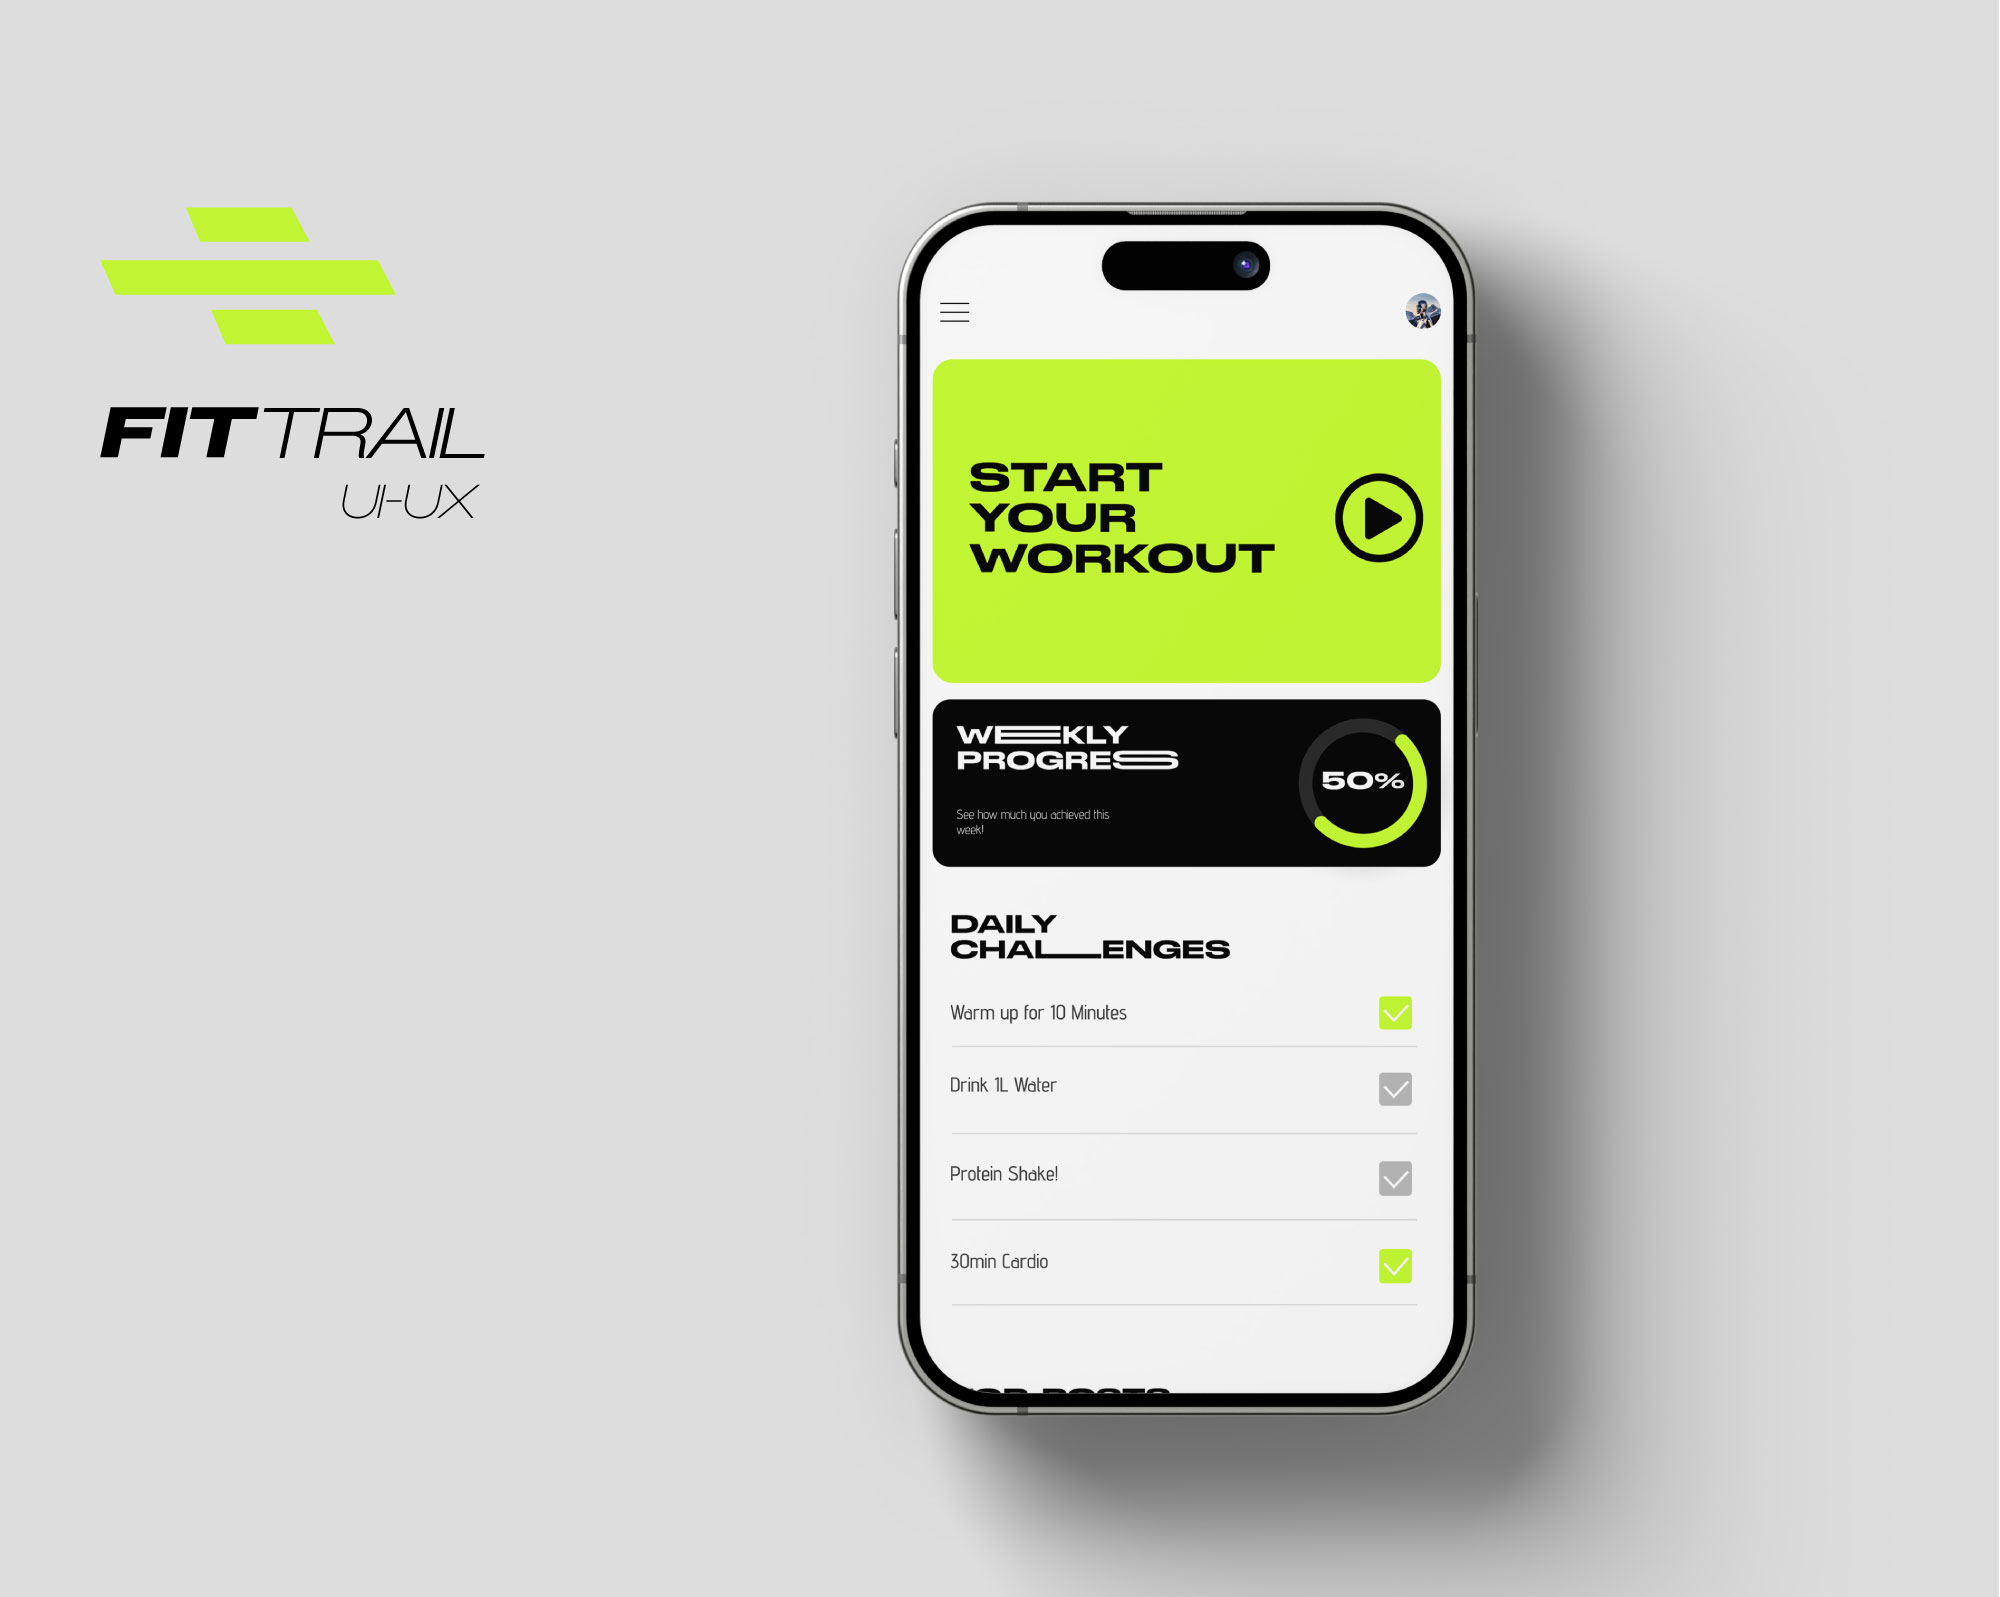 FITTRAIL
UI-UX
START
YOUR
WORKOUT
WEEKLY
PROGRESS
50%
See how much you achieved this
week!
DAILY
CHALLENGES
Warm up for 10 Minutes
Drink 1L Water
Protein Shake!
30min Cardio
POSTS